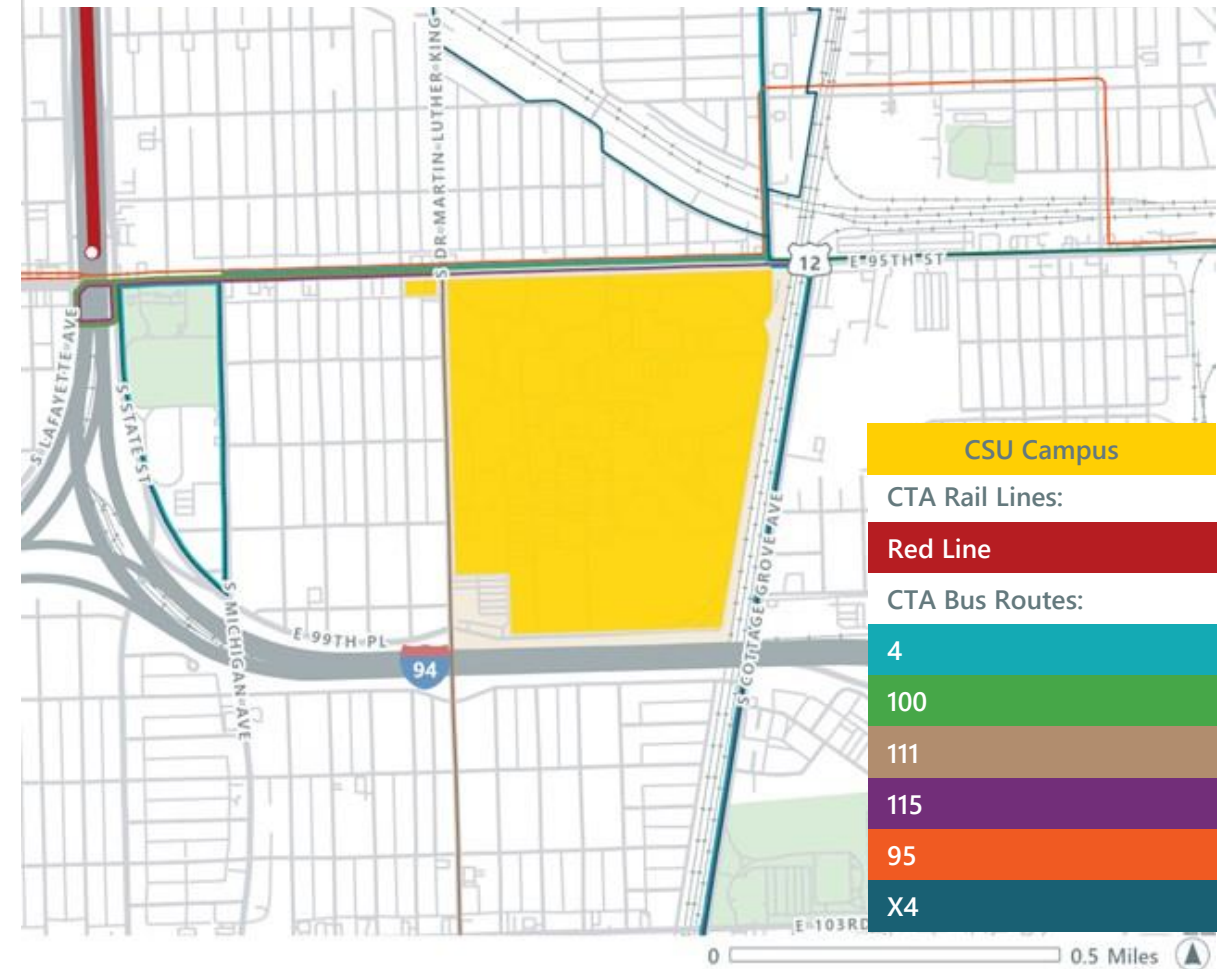 S DR MARTIN LUTHER KING
12
E 95TH ST
S LAFAYETTE AVE
S STATE ST
S MICHIGAN AVE
E 99TH PL
94
S COTTAGE GROVE AVE
E 103RD
CSU Campus
CTA Rail Lines:
Red Line
CTA Bus Routes:
4
100
111
115
95
X4
0
0.5 Miles